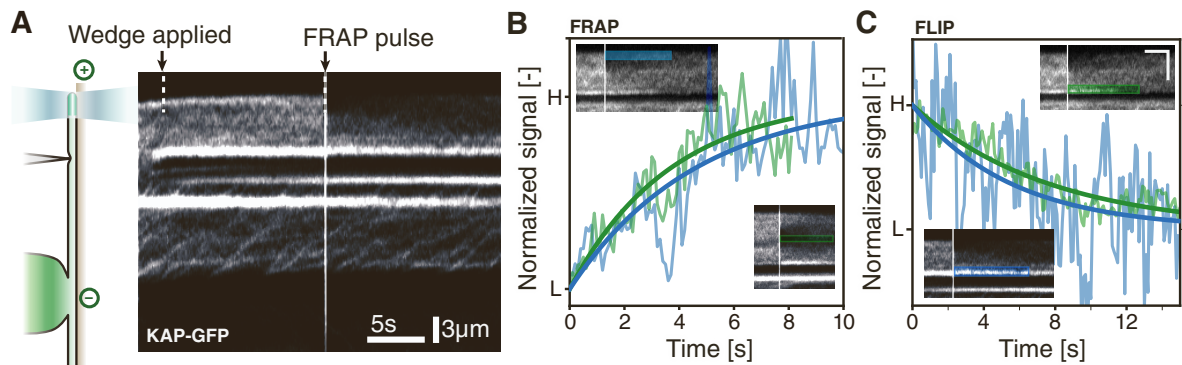 A
Wedge applied
FRAP pulse
+
−
KAP-GFP
5s
3µm
B
FRAP
Normalized signal [-]
H
L
0 2 4 6 8 10
Time [s]
C
FLIP
Normalized signal [-]
H
L
0 4 8 12
Time [s]